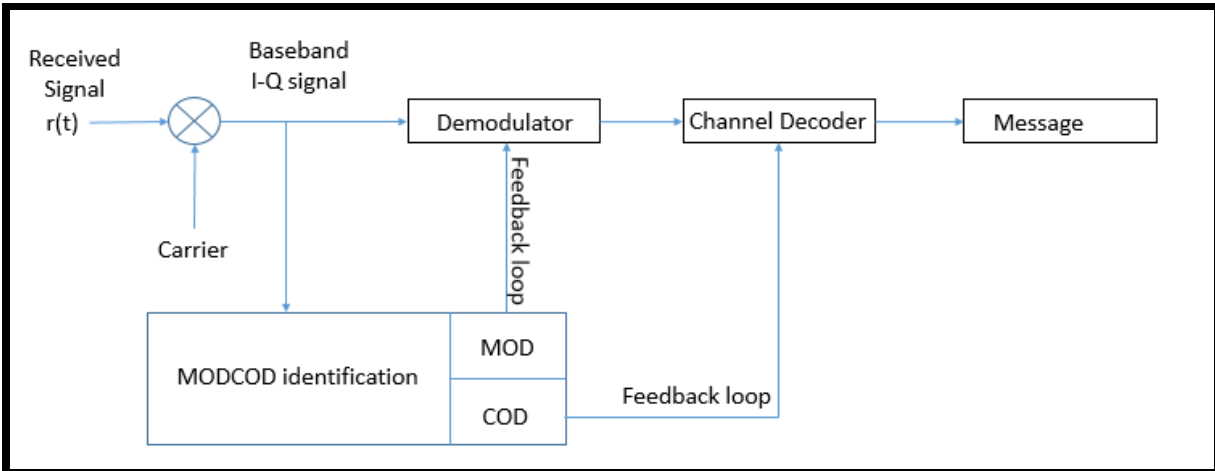 Received
Signal
r(t)
Baseband
I-Q signal
Demodulator
Channel Decoder
Message
Carrier
Feedback loop
MODCOD identification
MOD
COD
Feedback loop